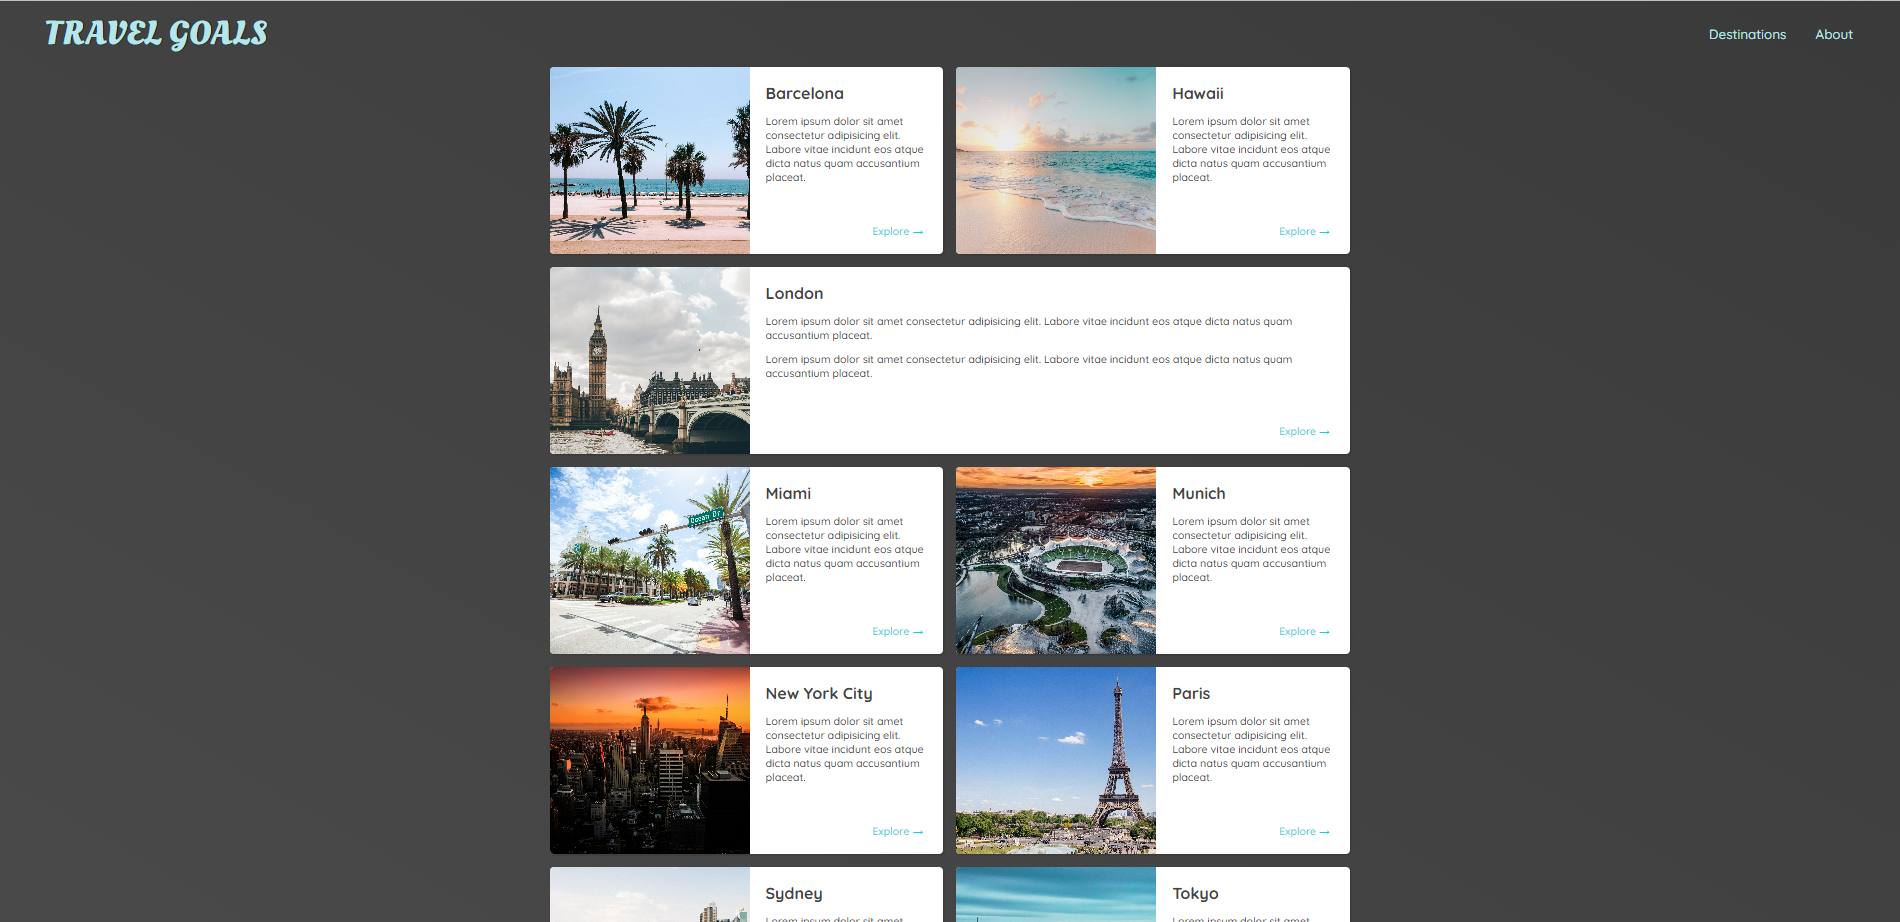 TRAVEL GOALS
Destinations
About
Barcelona
Lorem ipsum dolor sit amet
consectetur adipisicing elit.
Labore vitae incidunt eos atque
dicta natus quam accusantium
placeat.
Explore ⟶
Hawaii
Lorem ipsum dolor sit amet
consectetur adipisicing elit.
Labore vitae incidunt eos atque
dicta natus quam accusantium
placeat.
Explore ⟶
London
Lorem ipsum dolor sit amet consectetur adipisicing elit. Labore vitae incidunt eos atque dicta natus quam
accusantium placeat.
Lorem ipsum dolor sit amet consectetur adipisicing elit. Labore vitae incidunt eos atque dicta natus quam
accusantium placeat.
Explore ⟶
Ocean Dr
Miami
Lorem ipsum dolor sit amet
consectetur adipisicing elit.
Labore vitae incidunt eos atque
dicta natus quam accusantium
placeat.
Explore ⟶
Munich
Lorem ipsum dolor sit amet
consectetur adipisicing elit.
Labore vitae incidunt eos atque
dicta natus quam accusantium
placeat.
Explore ⟶
New York City
Lorem ipsum dolor sit amet
consectetur adipisicing elit.
Labore vitae incidunt eos atque
dicta natus quam accusantium
placeat.
Explore ⟶
Paris
Lorem ipsum dolor sit amet
consectetur adipisicing elit.
Labore vitae incidunt eos atque
dicta natus quam accusantium
placeat.
Explore ⟶
Sydney
Lorem ipsum dolor sit amet
Tokyo
Lorem ipsum dolor sit amet